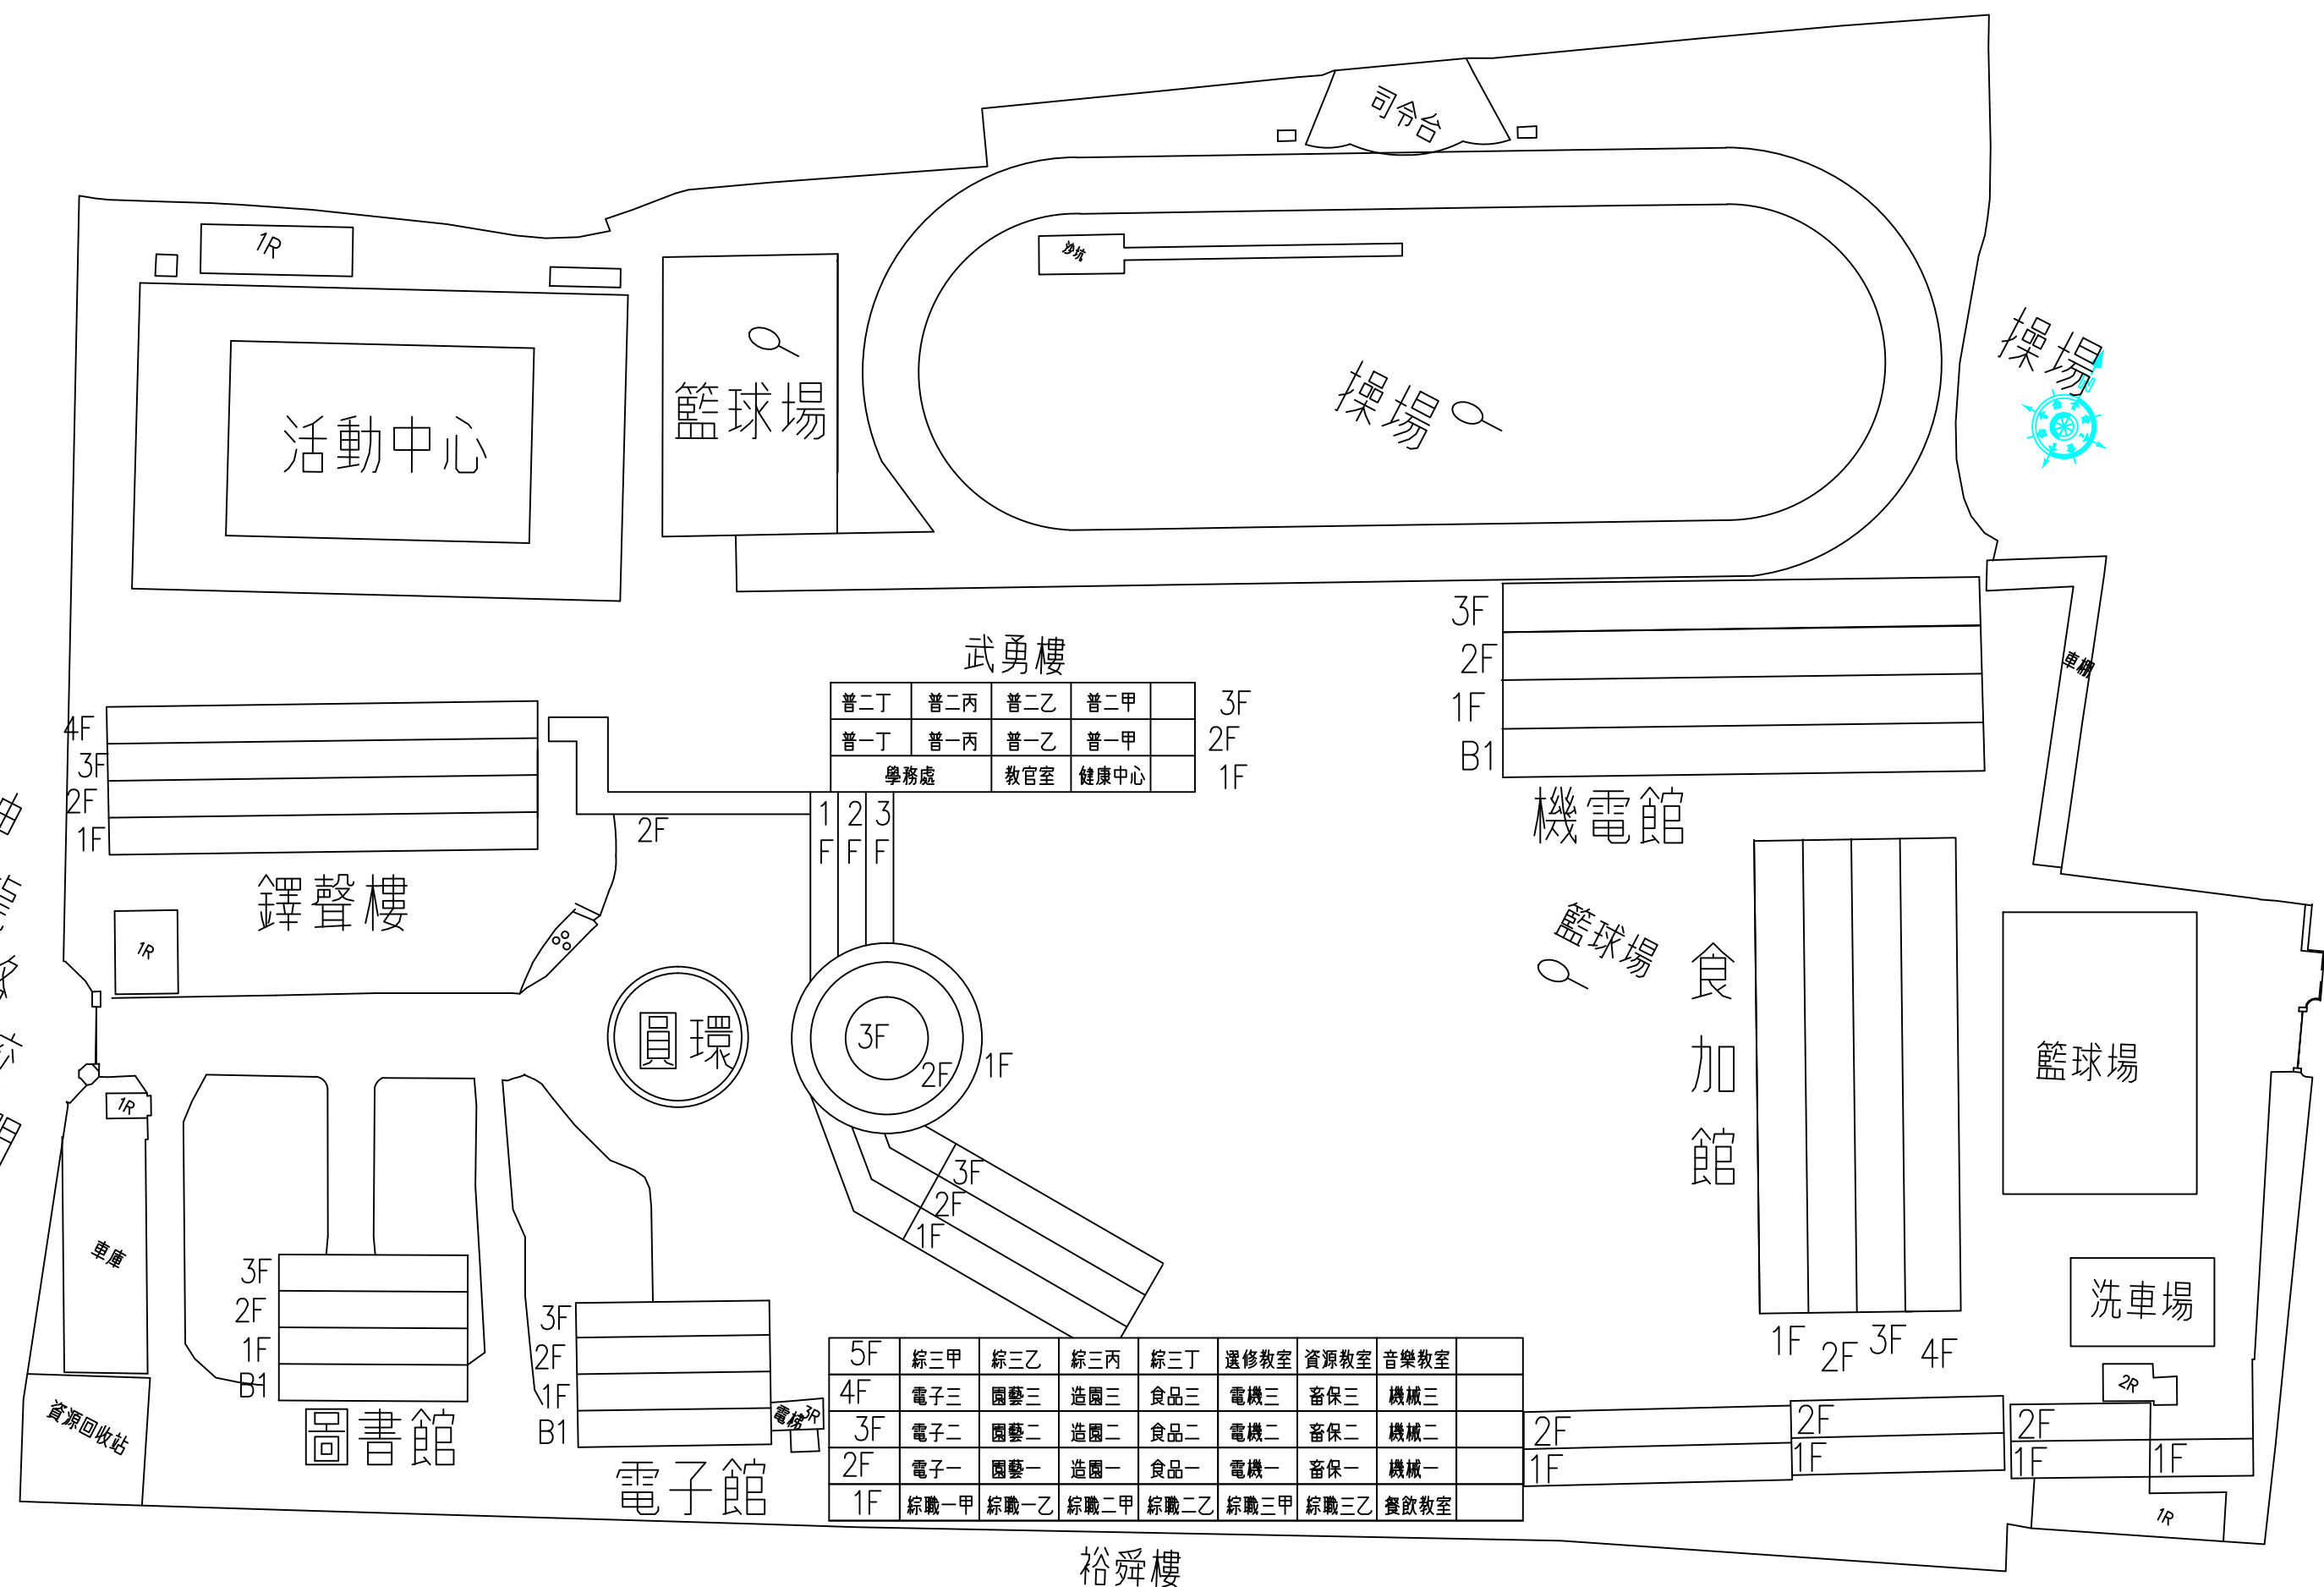 司令台
1R
沙坑
操場
操場
籃球場
活動中心
3F
2F
1F
B1
車棚
武勇樓
普二丁 普二丙 普二乙 普二甲 3F
普一丁 普一丙 普一乙 普一甲 2F
學務處 教官室 健康中心 1F
4F
3F
2F
1F
2F
1F 2F 3F
機電館
鐸聲樓
1R
籃球場
食加館
圓環
3F
2F
1F
籃球場
1R
3F
2F
1F
車庫
3F
2F
1F
B1
洗車場
3F
2F
1F
B1
1F 2F 3F 4F
5F 綜三甲 綜三乙 綜三丙 綜三丁 選修教室 資源教室 音樂教室
4F 電子三 園藝三 造園三 食品三 電機三 畜保三 機械三
3F 電子二 園藝二 造園二 食品二 電機二 畜保二 機械二
2F 電子一 園藝一 造園一 食品一 電機一 畜保一 機械一
1F 綜職一甲 綜職一乙 綜職二甲 綜職二乙 綜職三甲 綜職三乙 餐飲教室
2R
電梯 3R
資源回收站
圖書館
電子館
2F
1F
2F
1F
2F
1F
1F
1R
裕舜樓